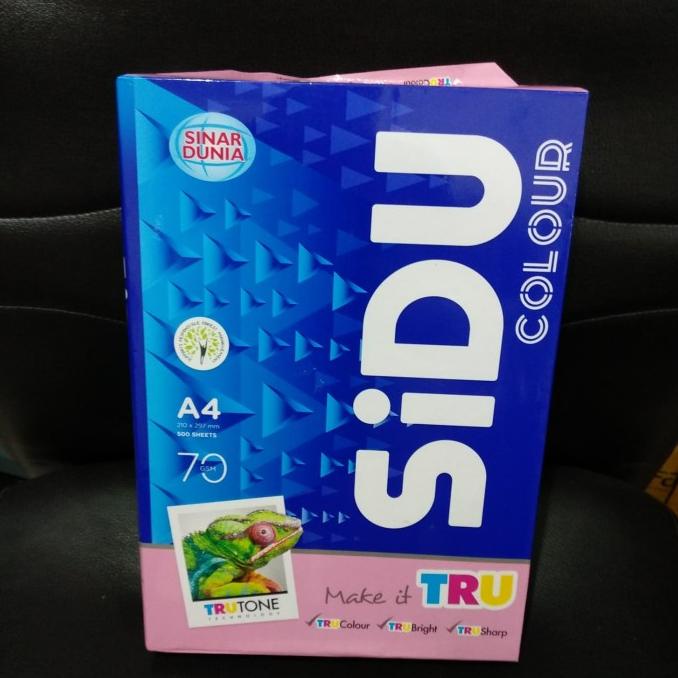 TRUColour
SINAR
DUNIA
SiDU
COLOUR
A4
210 x 297 mm
500 SHEETS
70
GSM
TRUTONE
TECHNOLOGY
Make it TRU
TRUColour TRUBright TRUSharp